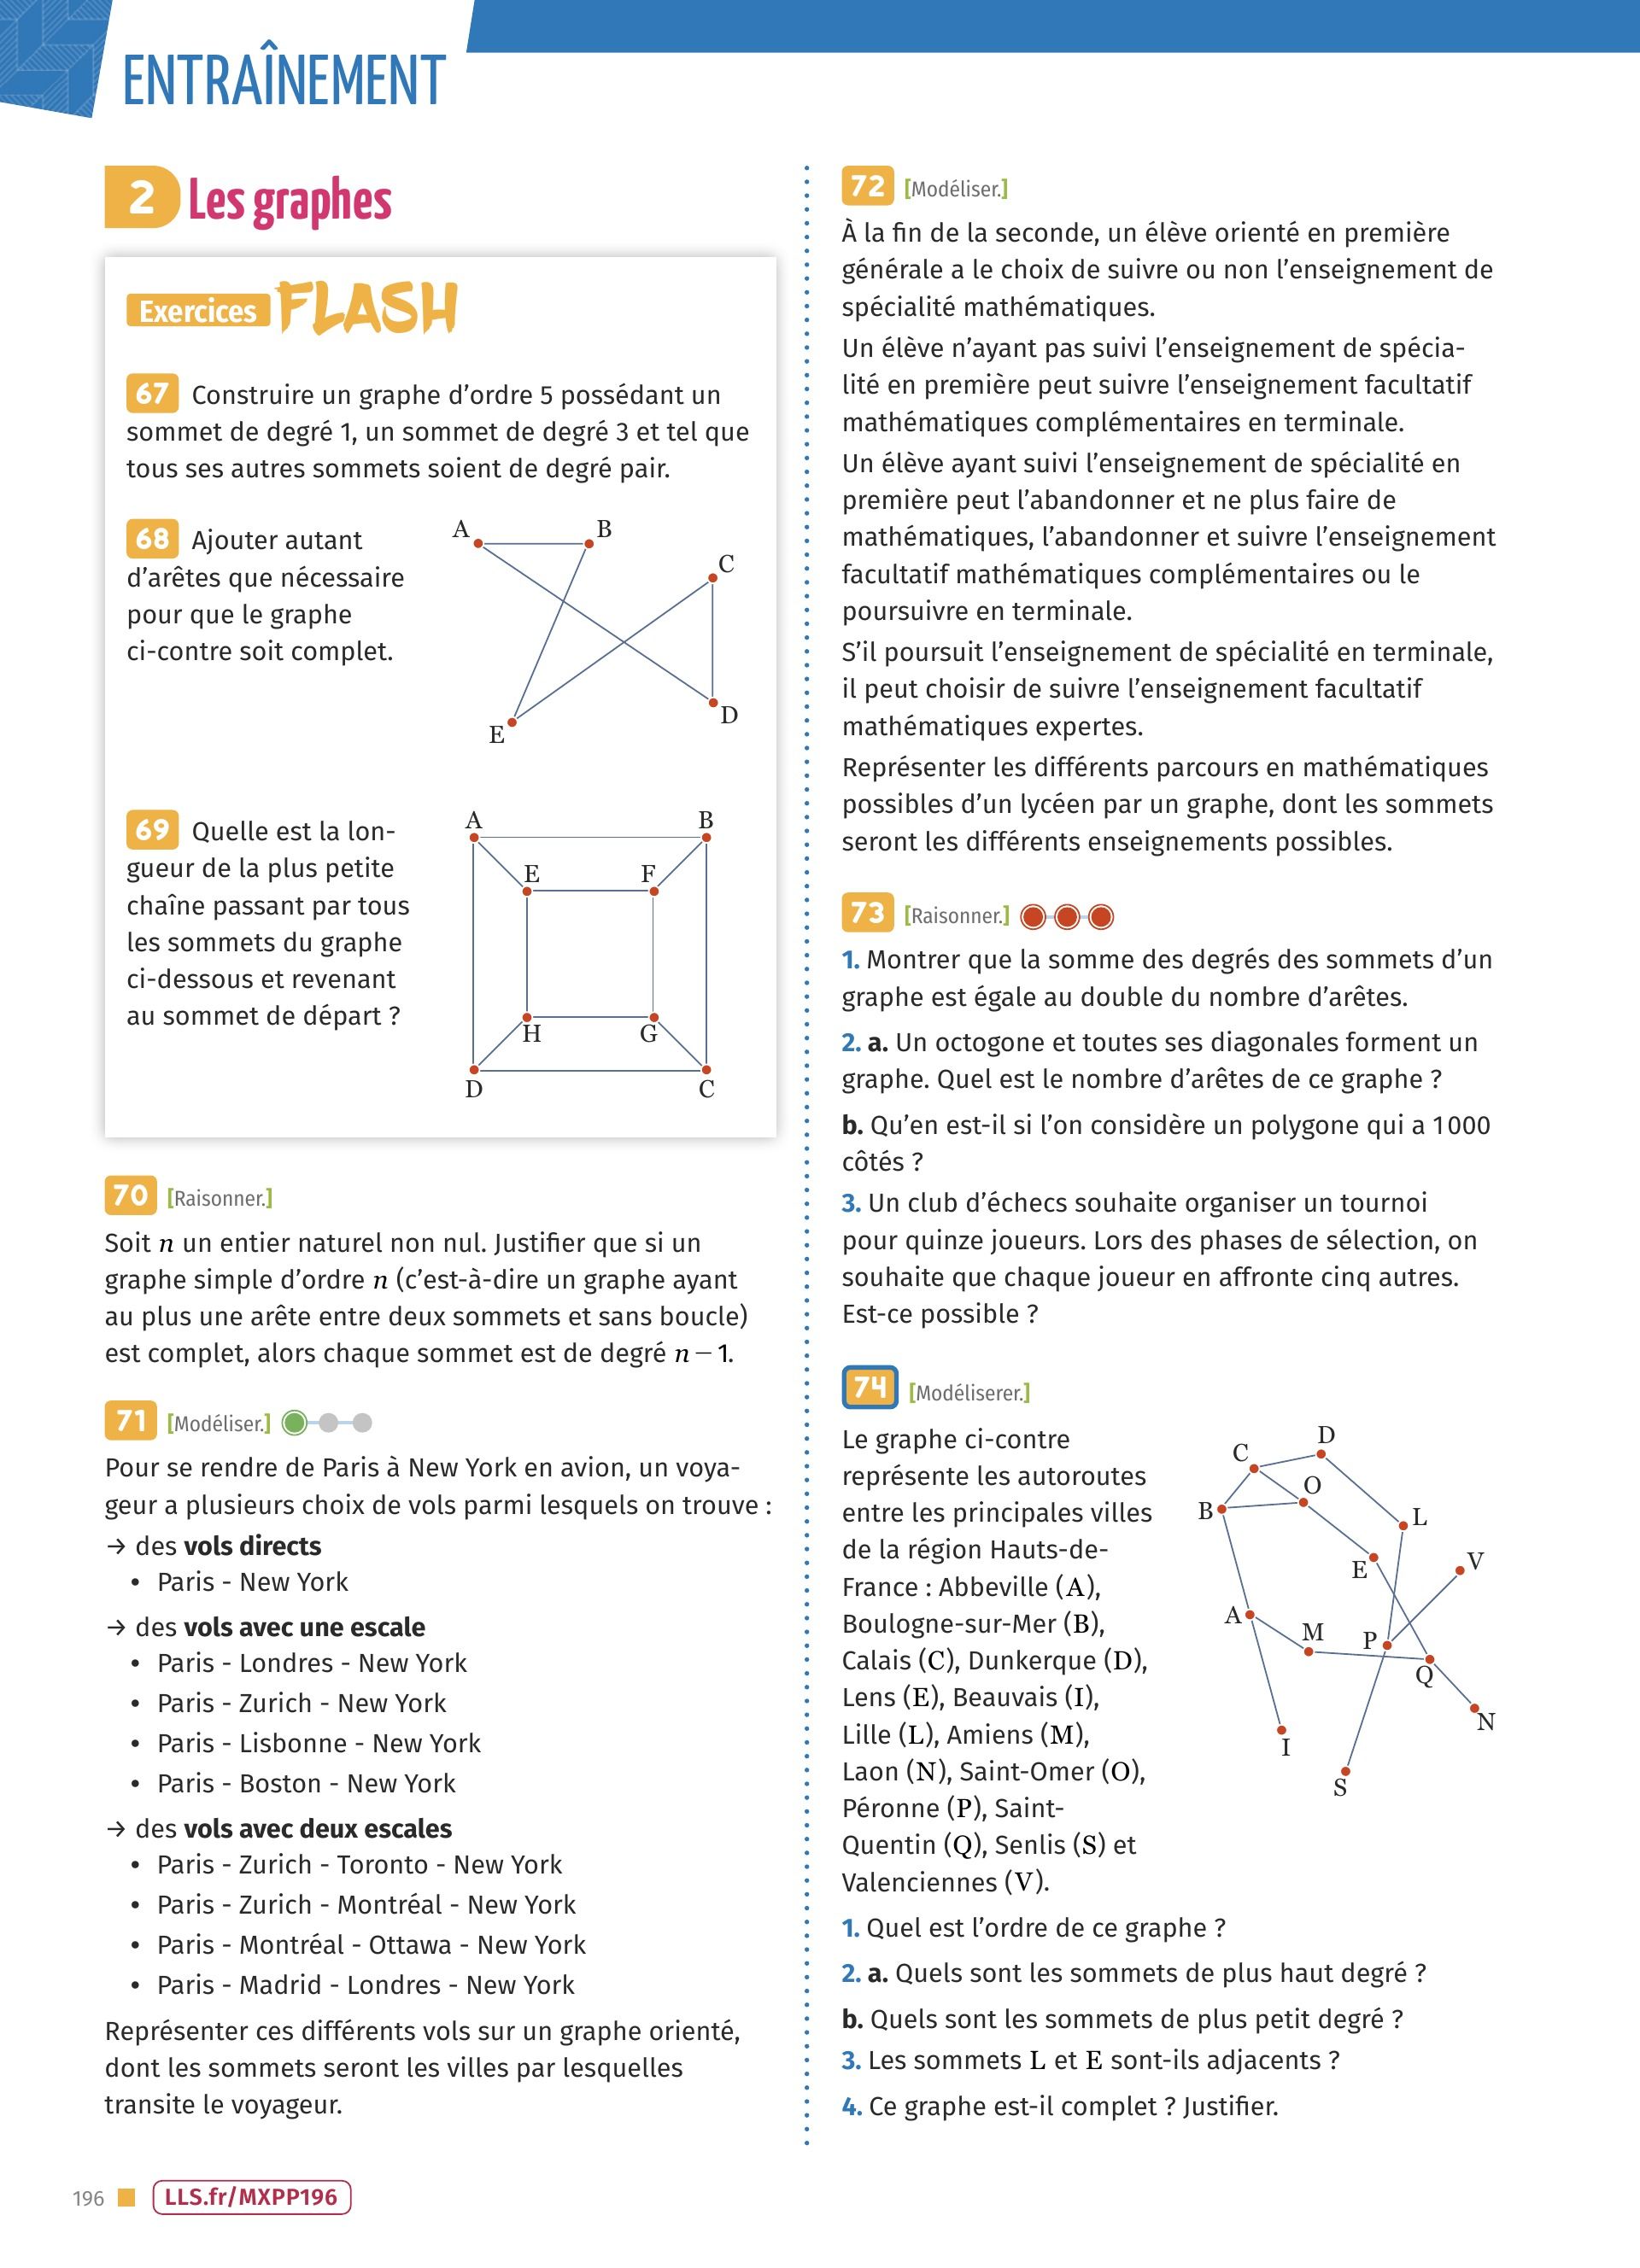 ENTRAÎNEMENT
2 Les graphes
Exercices FLASH
67 Construire un graphe d’ordre 5 possédant un
sommet de degré 1, un sommet de degré 3 et tel que
tous ses autres sommets soient de degré pair.
68 Ajouter autant
d’arêtes que nécessaire
pour que le graphe
ci-contre soit complet.
A
B
C
D
E
69 Quelle est la lon-
gueur de la plus petite
chaîne passant par tous
les sommets du graphe
ci-dessous et revenant
au sommet de départ ?
A
B
E
F
H
G
D
C
70 [Raisonner.]
Soit n un entier naturel non nul. Justifier que si un
graphe simple d’ordre n (c’est-à-dire un graphe ayant
au plus une arête entre deux sommets et sans boucle)
est complet, alors chaque sommet est de degré n − 1.
71 [Modéliser.]
Pour se rendre de Paris à New York en avion, un voya-
geur a plusieurs choix de vols parmi lesquels on trouve :
→ des vols directs
• Paris - New York
→ des vols avec une escale
• Paris - Londres - New York
• Paris - Zurich - New York
• Paris - Lisbonne - New York
• Paris - Boston - New York
→ des vols avec deux escales
• Paris - Zurich - Toronto - New York
• Paris - Zurich - Montréal - New York
• Paris - Montréal - Ottawa - New York
• Paris - Madrid - Londres - New York
Représenter ces différents vols sur un graphe orienté,
dont les sommets seront les villes par lesquelles
transite le voyageur.
72 [Modéliser.]
À la fin de la seconde, un élève orienté en première
générale a le choix de suivre ou non l’enseignement de
spécialité mathématiques.
Un élève n’ayant pas suivi l’enseignement de spécia-
lité en première peut suivre l’enseignement facultatif
mathématiques complémentaires en terminale.
Un élève ayant suivi l’enseignement de spécialité en
première peut l’abandonner et ne plus faire de
mathématiques, l’abandonner et suivre l’enseignement
facultatif mathématiques complémentaires ou le
poursuivre en terminale.
S’il poursuit l’enseignement de spécialité en terminale,
il peut choisir de suivre l’enseignement facultatif
mathématiques expertes.
Représenter les différents parcours en mathématiques
possibles d’un lycéen par un graphe, dont les sommets
seront les différents enseignements possibles.
73 [Raisonner.]
1. Montrer que la somme des degrés des sommets d’un
graphe est égale au double du nombre d’arêtes.
2. a. Un octogone et toutes ses diagonales forment un
graphe. Quel est le nombre d’arêtes de ce graphe ?
b. Qu’en est-il si l’on considère un polygone qui a 1 000
côtés ?
3. Un club d’échecs souhaite organiser un tournoi
pour quinze joueurs. Lors des phases de sélection, on
souhaite que chaque joueur en affronte cinq autres.
Est-ce possible ?
74 [Modéliserer.]
Le graphe ci-contre
représente les autoroutes
entre les principales villes
de la région Hauts-de-
France : Abbeville (A),
Boulogne-sur-Mer (B),
Calais (C), Dunkerque (D),
Lens (E), Beauvais (I),
Lille (L), Amiens (M),
Laon (N), Saint-Omer (O),
Péronne (P), Saint-
Quentin (Q), Senlis (S) et
Valenciennes (V).
D
C
O
B
L
E
V
A
M
P
Q
N
I
S
1. Quel est l’ordre de ce graphe ?
2. a. Quels sont les sommets de plus haut degré ?
b. Quels sont les sommets de plus petit degré ?
3. Les sommets L et E sont-ils adjacents ?
4. Ce graphe est-il complet ? Justifier.
196 LLS.fr/MXPP196